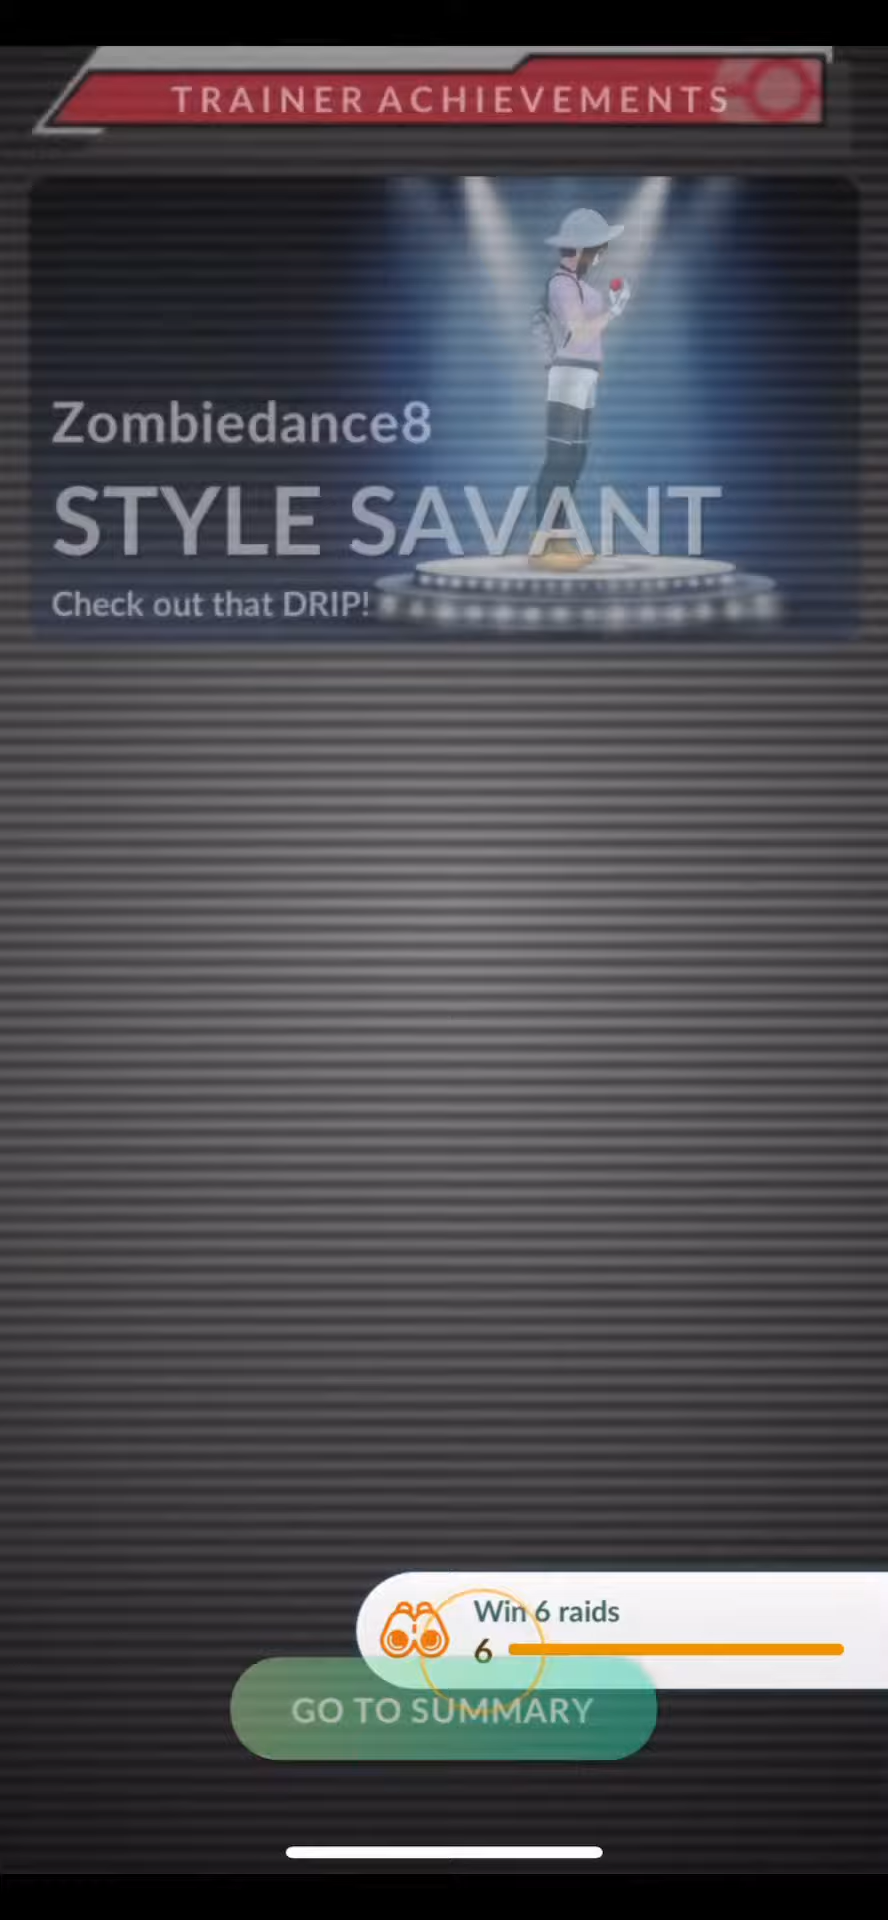 TRAINER ACHIEVEMENTS
Zombiedance8
STYLE SAVANT
Check out that DRIP!
Win 6 raids
6
GO TO SUMMARY